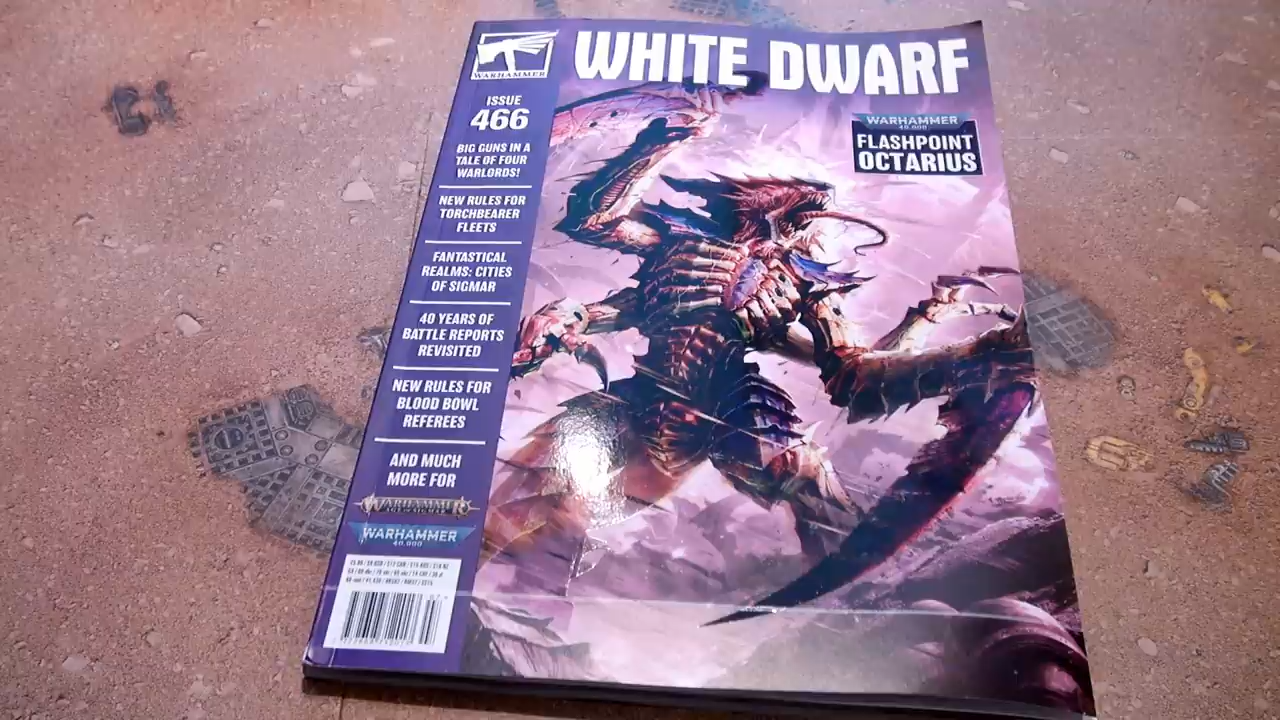 WHITE DWARF
WARHAMMER
ISSUE
466
BIG GUNS IN A
TALE OF FOUR
WARLORDS!
NEW RULES FOR
TORCHBEARER
FLEETS
FANTASTICAL
REALMS: CITIES
OF SIGMAR
40 YEARS OF
BATTLE REPORTS
REVISITED
NEW RULES FOR
BLOOD BOWL
REFEREES
AND MUCH
MORE FOR
WARHAMMER
AGE OF SIGMAR
WARHAMMER
40,000
WARHAMMER
40,000
FLASHPOINT
OCTARIUS